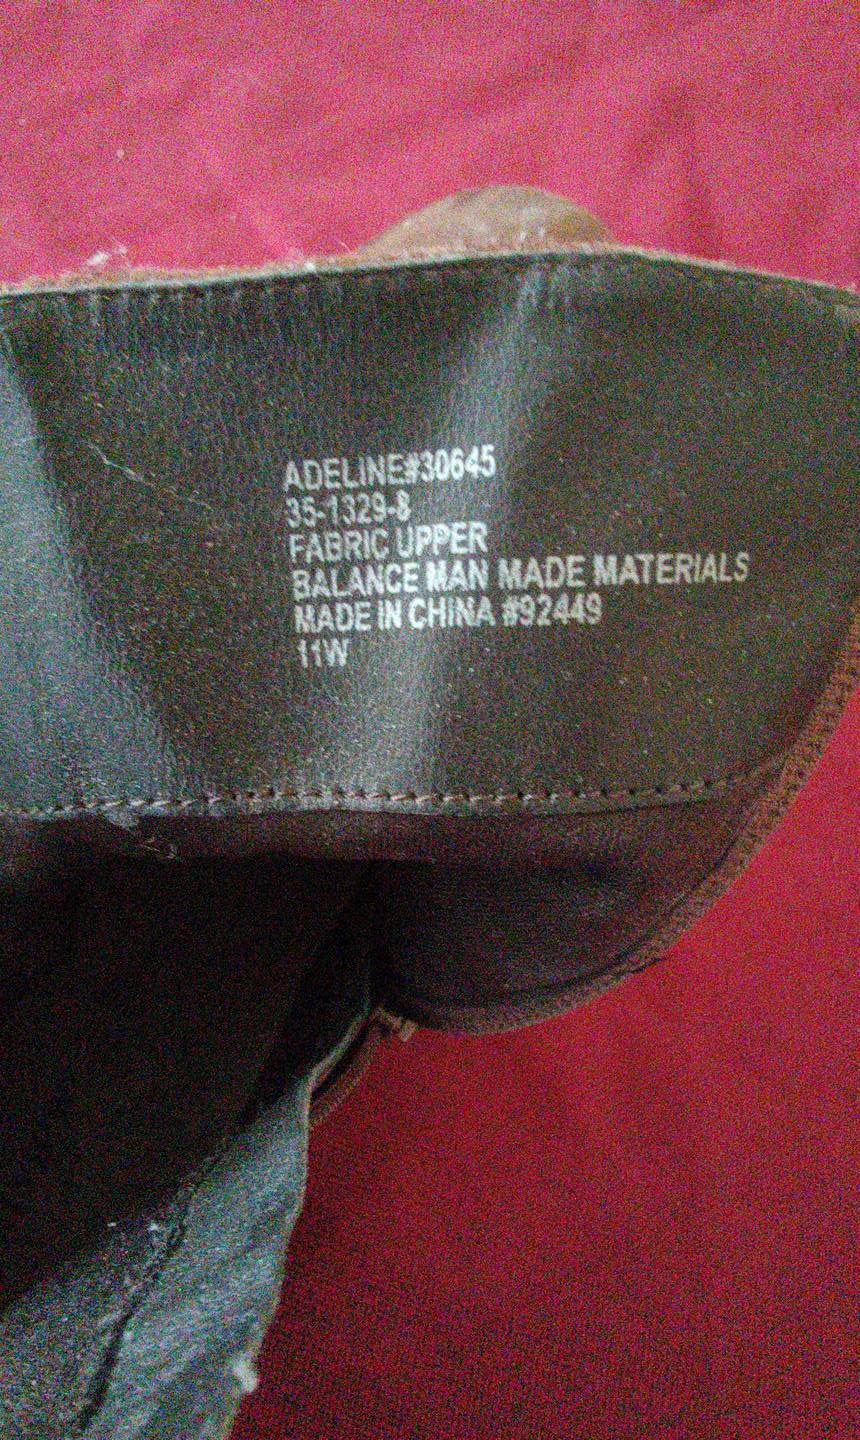 ADELINE#30645
35-1329-8
FABRIC UPPER
BALANCE MAN MADE MATERIALS
MADE IN CHINA #92449
11W